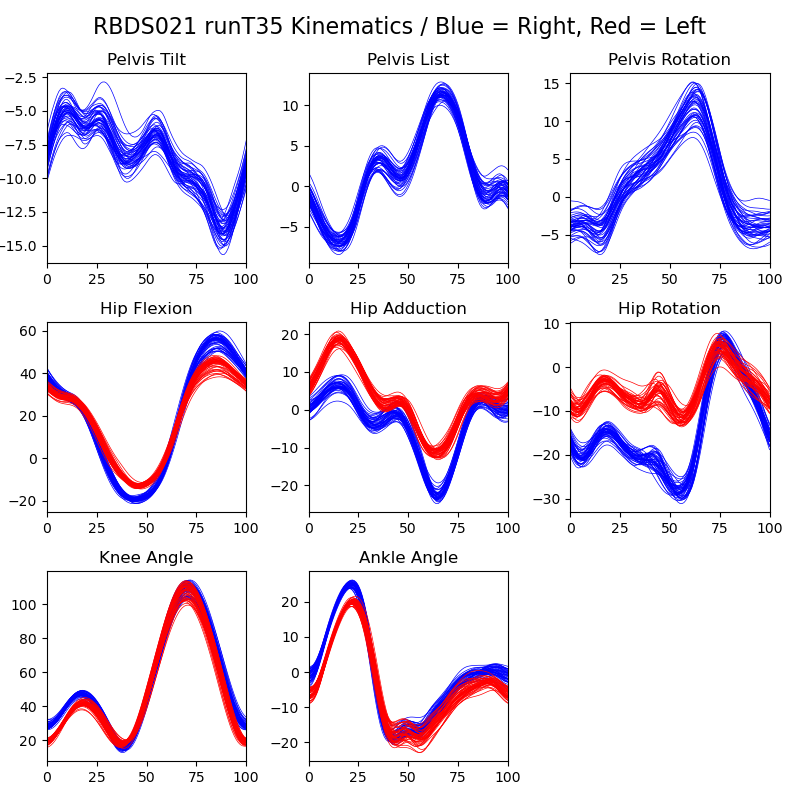 RBDS021 runT35 Kinematics / Blue = Right, Red = Left
Pelvis Tilt
Pelvis List
Pelvis Rotation
−2.5
−5.0
−7.5
−10.0
−12.5
−15.0
0 25 50 75 100
10
5
0
−5
0 25 50 75 100
15
10
5
0
−5
0 25 50 75 100
Hip Flexion
Hip Adduction
Hip Rotation
60
40
20
0
−20
0 25 50 75 100
20
10
0
−10
−20
0 25 50 75 100
10
0
−10
−20
−30
0 25 50 75 100
Knee Angle
Ankle Angle
100
80
60
40
20
0 25 50 75 100
20
10
0
−10
−20
0 25 50 75 100